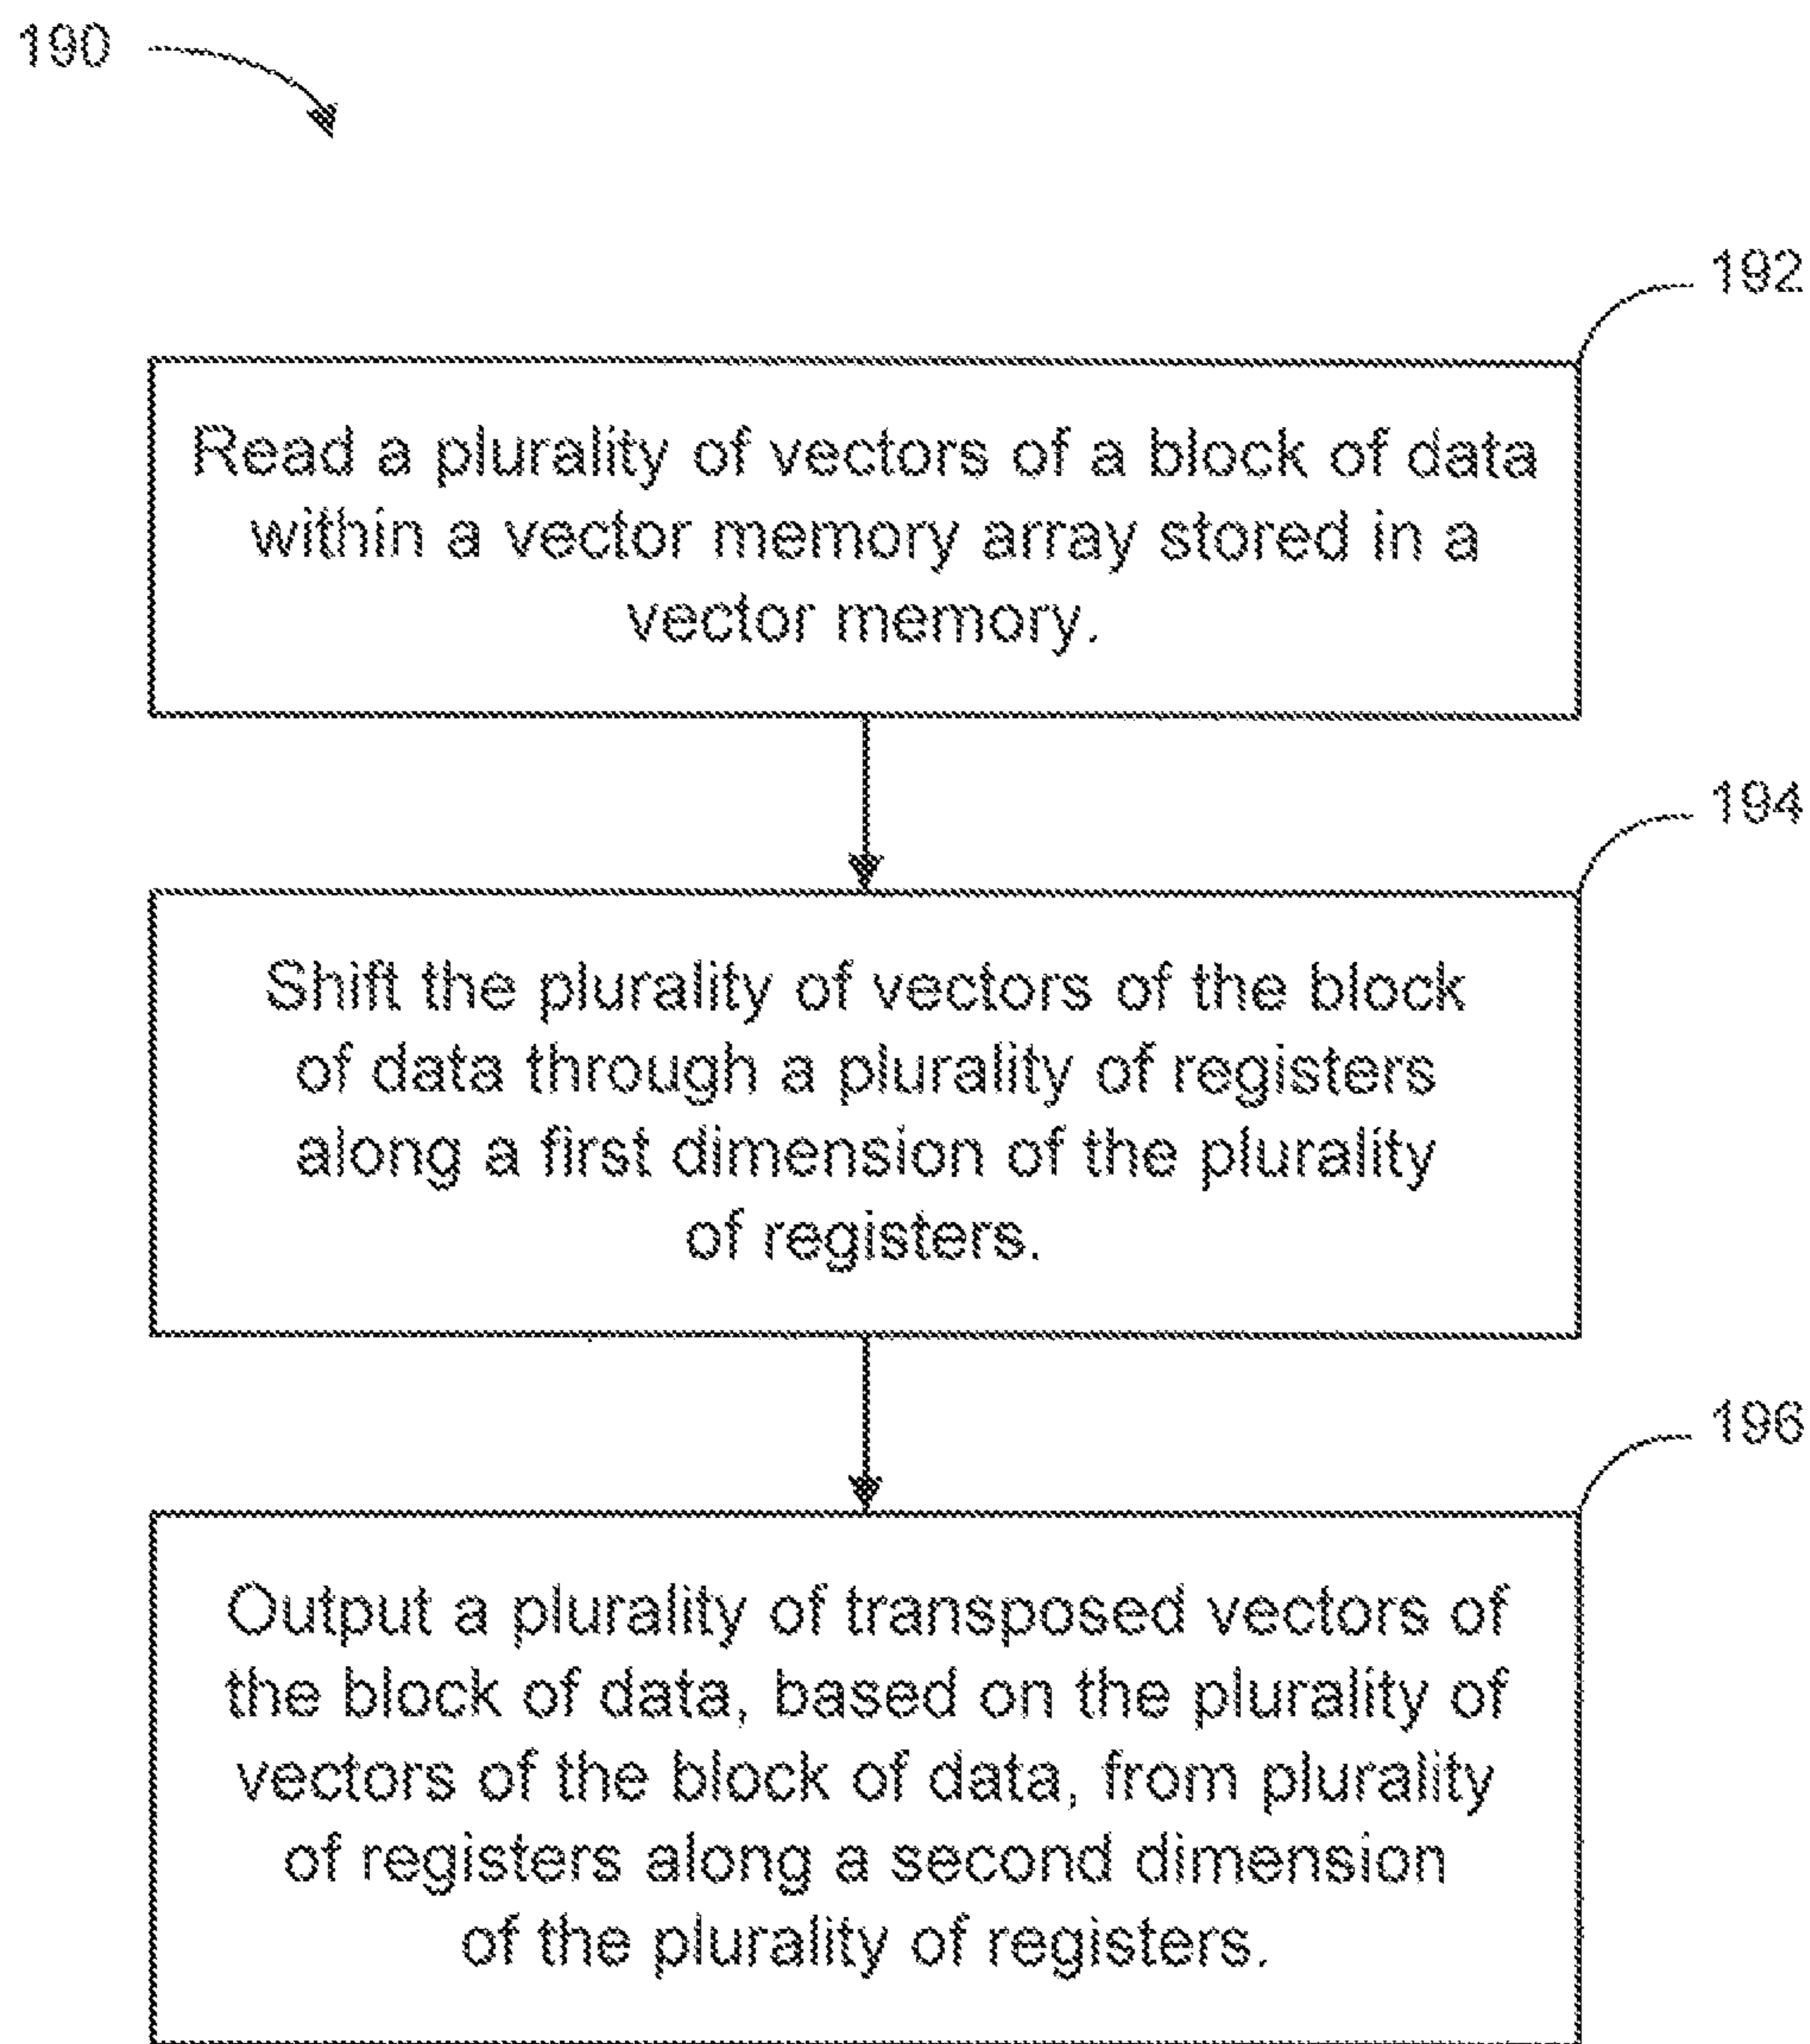 190
192
Read a plurality of vectors of a block of data
within a vector memory array stored in a
vector memory.
194
Shift the plurality of vectors of the block
of data through a plurality of registers
along a first dimension of the plurality
of registers.
196
Output a plurality of transposed vectors of
the block of data, based on the plurality of
vectors of the block of data, from plurality
of registers along a second dimension
of the plurality of registers.